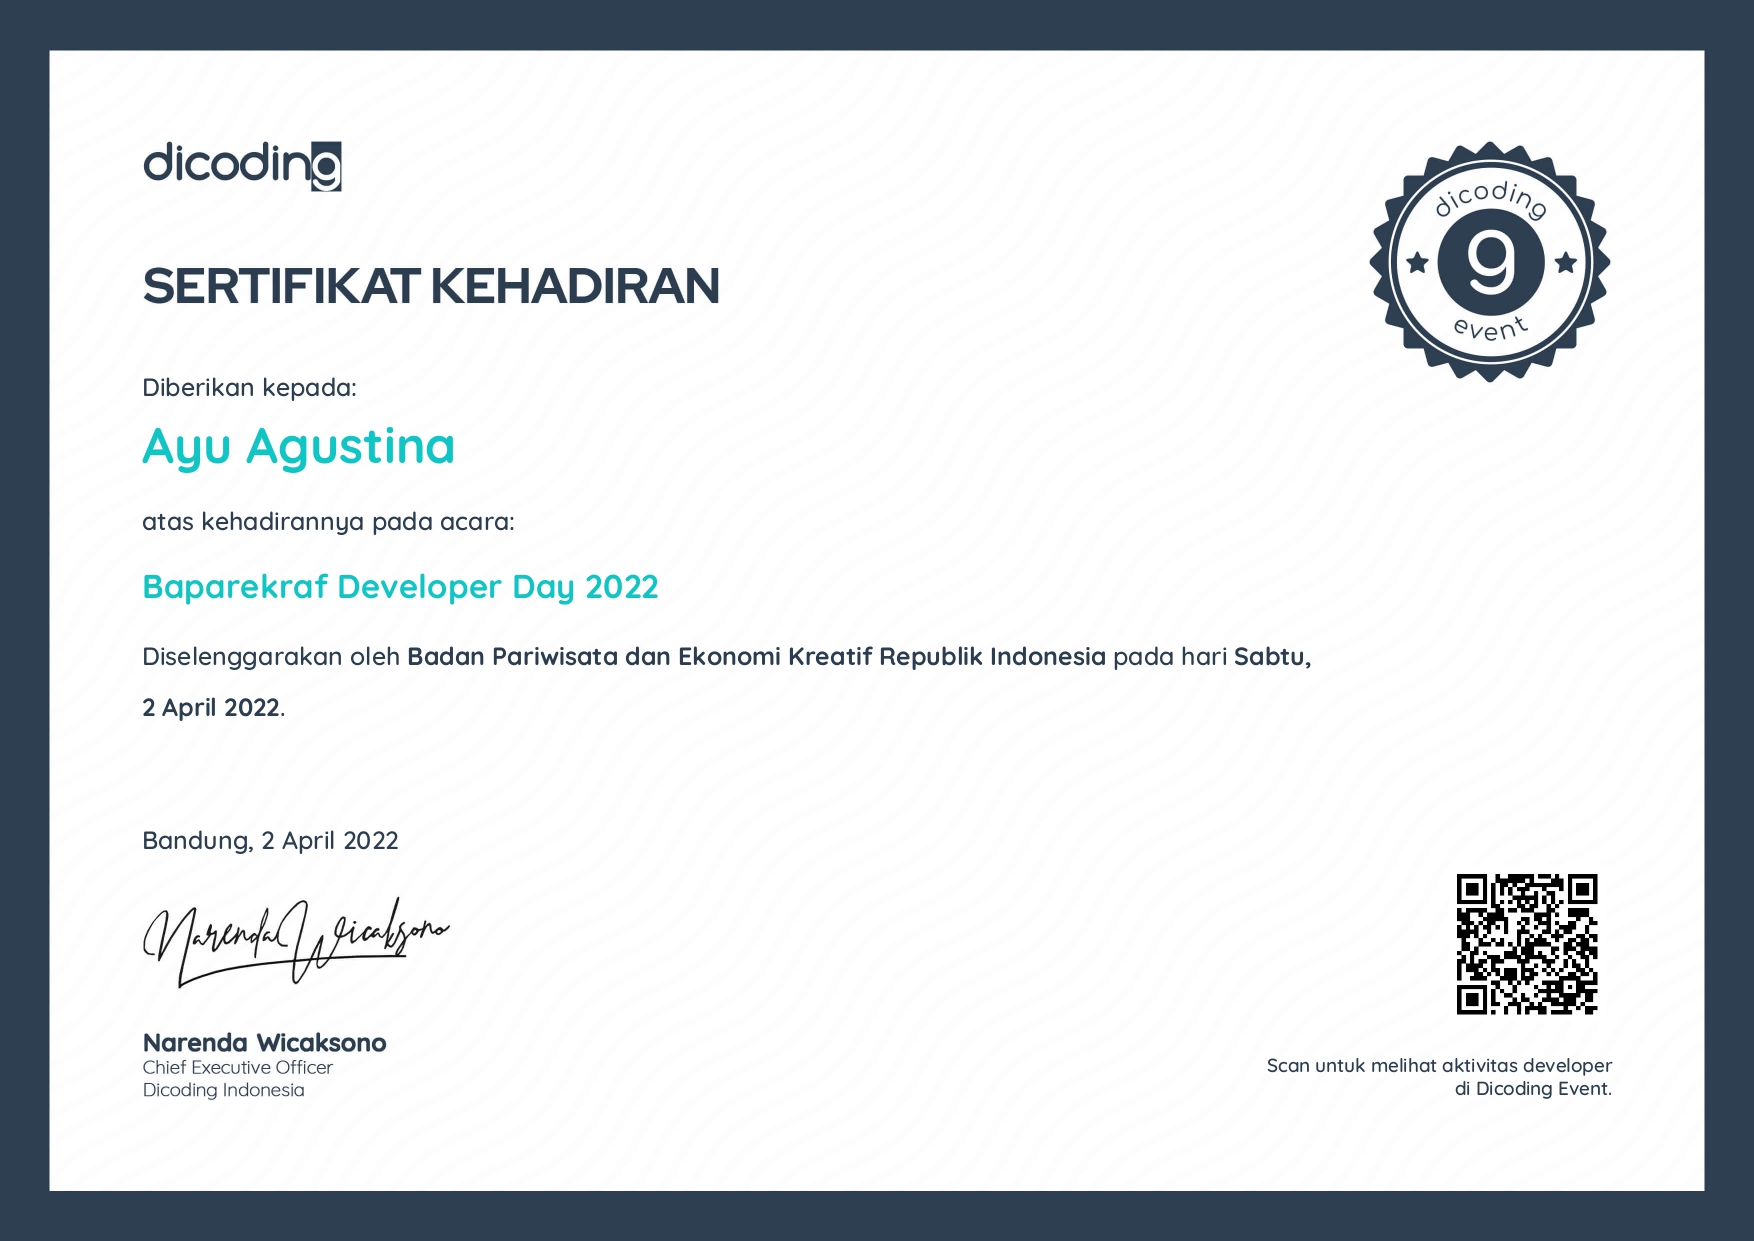 dicoding
SERTIFIKAT KEHADIRAN
dicoding
g
event
Diberikan kepada:
Ayu Agustina
atas kehadirannya pada acara:
Baparekraf Developer Day 2022
Diselenggarakan oleh Badan Pariwisata dan Ekonomi Kreatif Republik Indonesia pada hari Sabtu,
2 April 2022.
Bandung, 2 April 2022
Narenda Wicaksono
Narenda Wicaksono
Chief Executive Officer
Dicoding Indonesia
Scan untuk melihat aktivitas developer
di Dicoding Event.